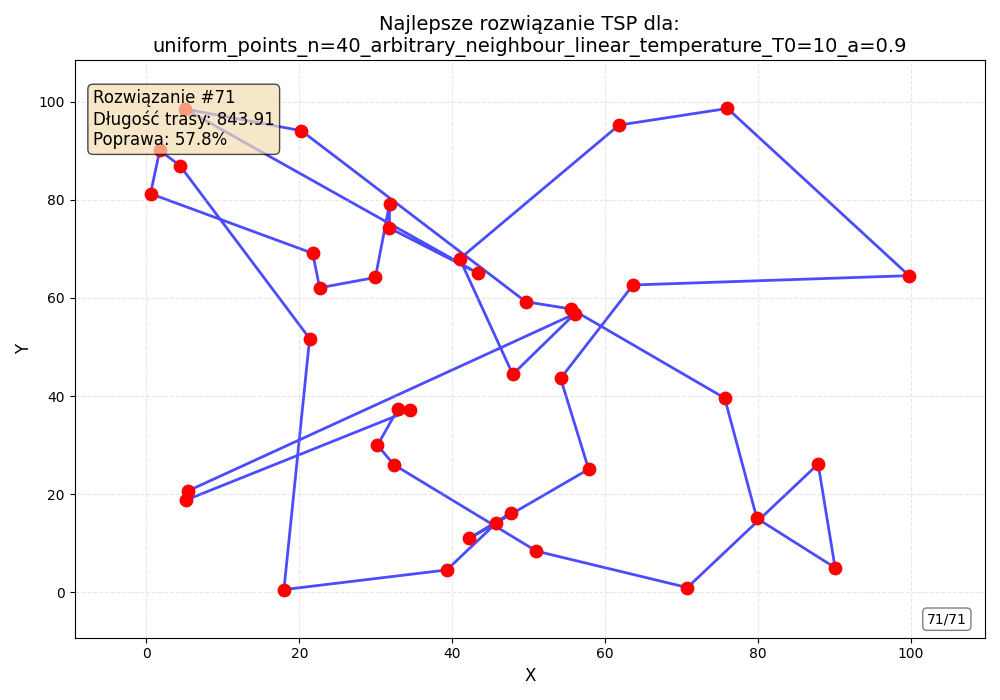 Najlepsze rozwiązanie TSP dla:
uniform_points_n=40_arbitrary_neighbour_linear_temperature_T0=10_a=0.9
Rozwiązanie #71
Długość trasy: 843.91
Poprawa: 57.8%
100
80
60
40
20
0
Y
71/71
0 20 40 60 80 100
X